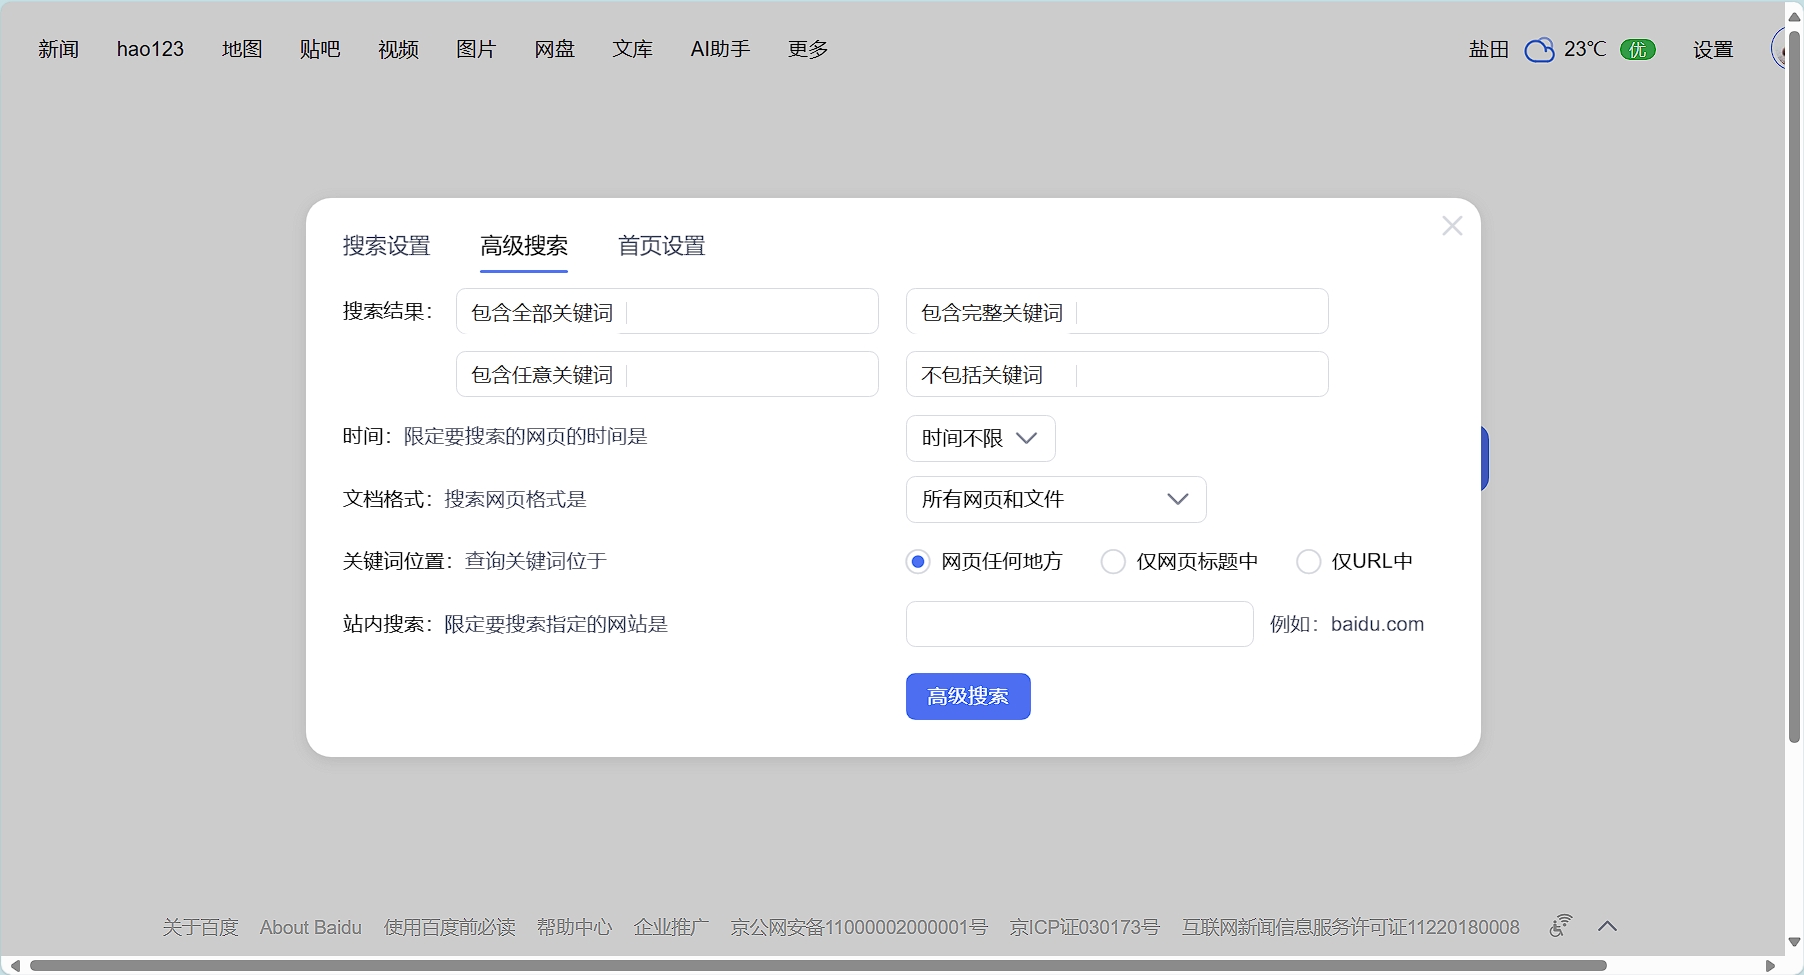 新闻 hao123 地图 贴吧 视频 图片 网盘 文库 AI助手 更多 盐田 23℃ 优 设置
搜索设置 高级搜索 首页设置
搜索结果： 包含全部关键词 包含完整关键词
包含任意关键词 不包括关键词
时间：限定要搜索的网页的时间是 时间不限
文档格式：搜索网页格式是 所有网页和文件
关键词位置：查询关键词位于 网页任何地方 仅网页标题中 仅URL中
站内搜索：限定要搜索指定的网站是 例如：baidu.com
高级搜索
关于百度 About Baidu 使用百度前必读 帮助中心 企业推广 京公网安备11000002000001号 京ICP证030173号 互联网新闻信息服务许可证11220180008